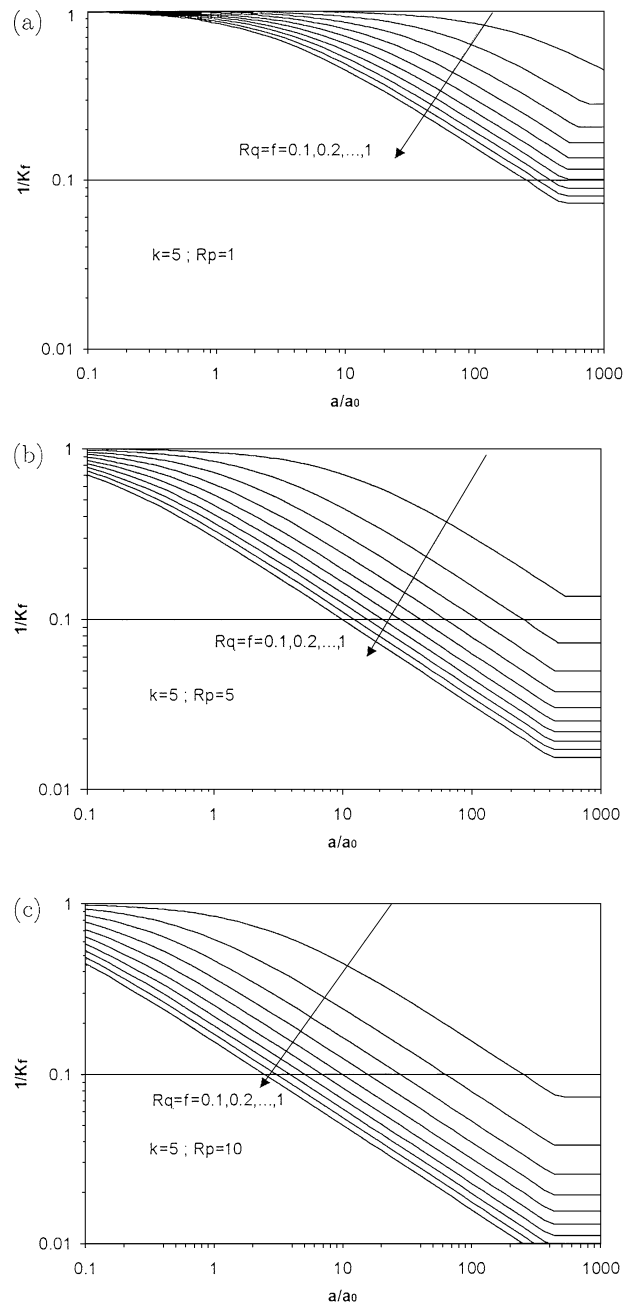 (a)
1
0.1
0.01
1/Kf
Rq=f=0.1,0.2,...,1
k=5 ; Rp=1
0.1 1 10 100 1000
a/a0
(b)
1
0.1
0.01
1/Kf
Rq=f=0.1,0.2,...,1
k=5 ; Rp=5
0.1 1 10 100 1000
a/a0
(c)
1
0.1
0.01
1/Kf
Rq=f=0.1,0.2,...,1
k=5 ; Rp=10
0.1 1 10 100 1000
a/a0